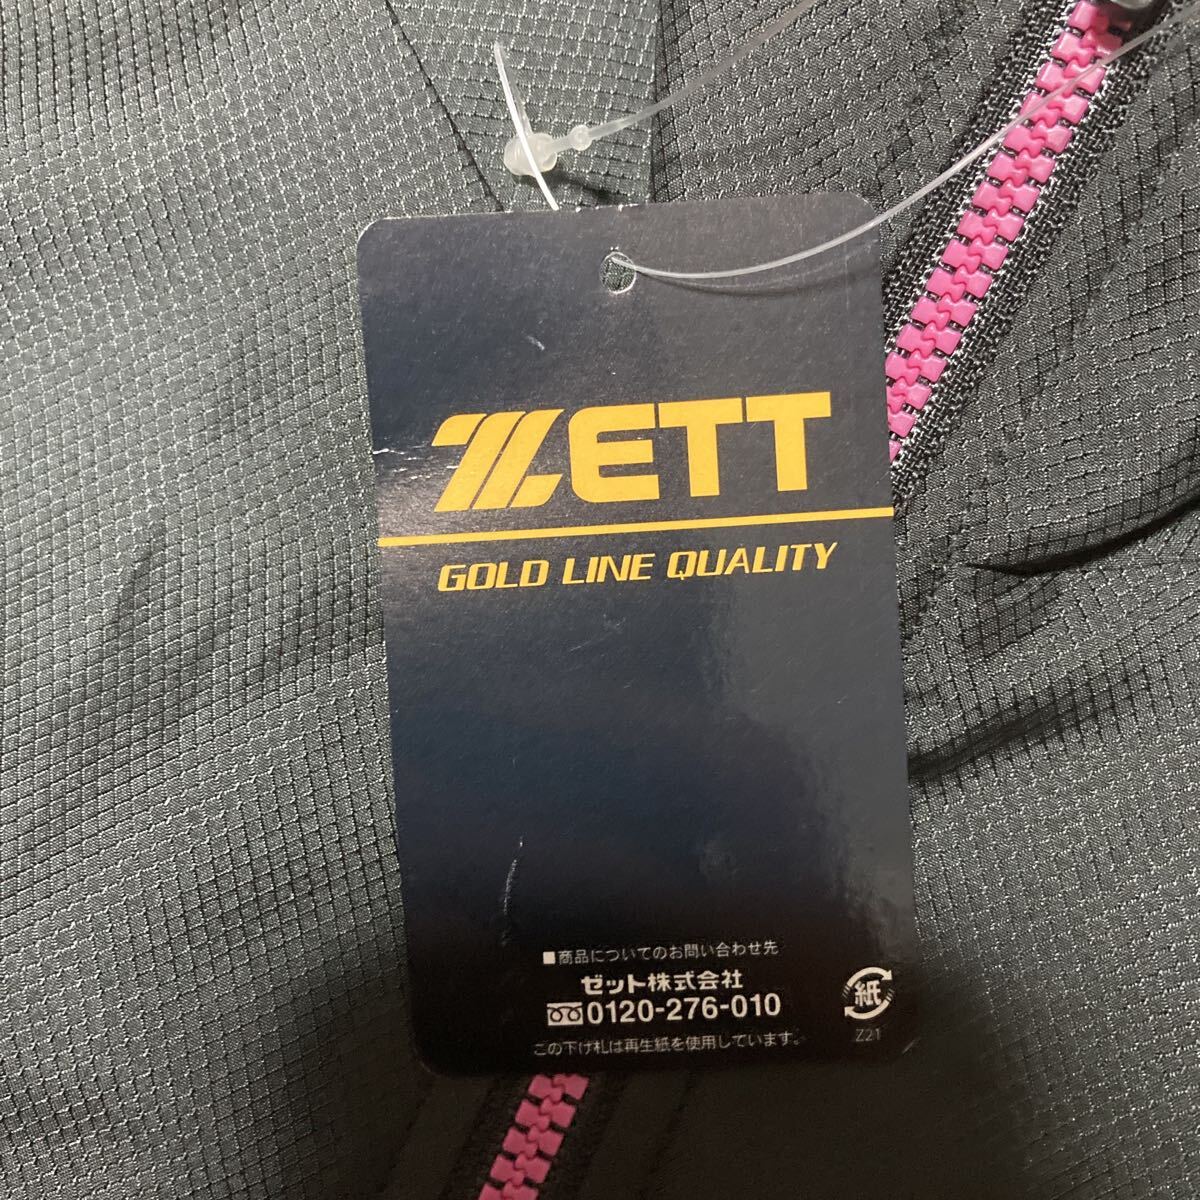 ZETT
GOLD LINE QUALITY
■商品についてのお問い合わせ先
ゼット株式会社
0120-276-010
この下げ札は再生紙を使用しています。
紙
Z21